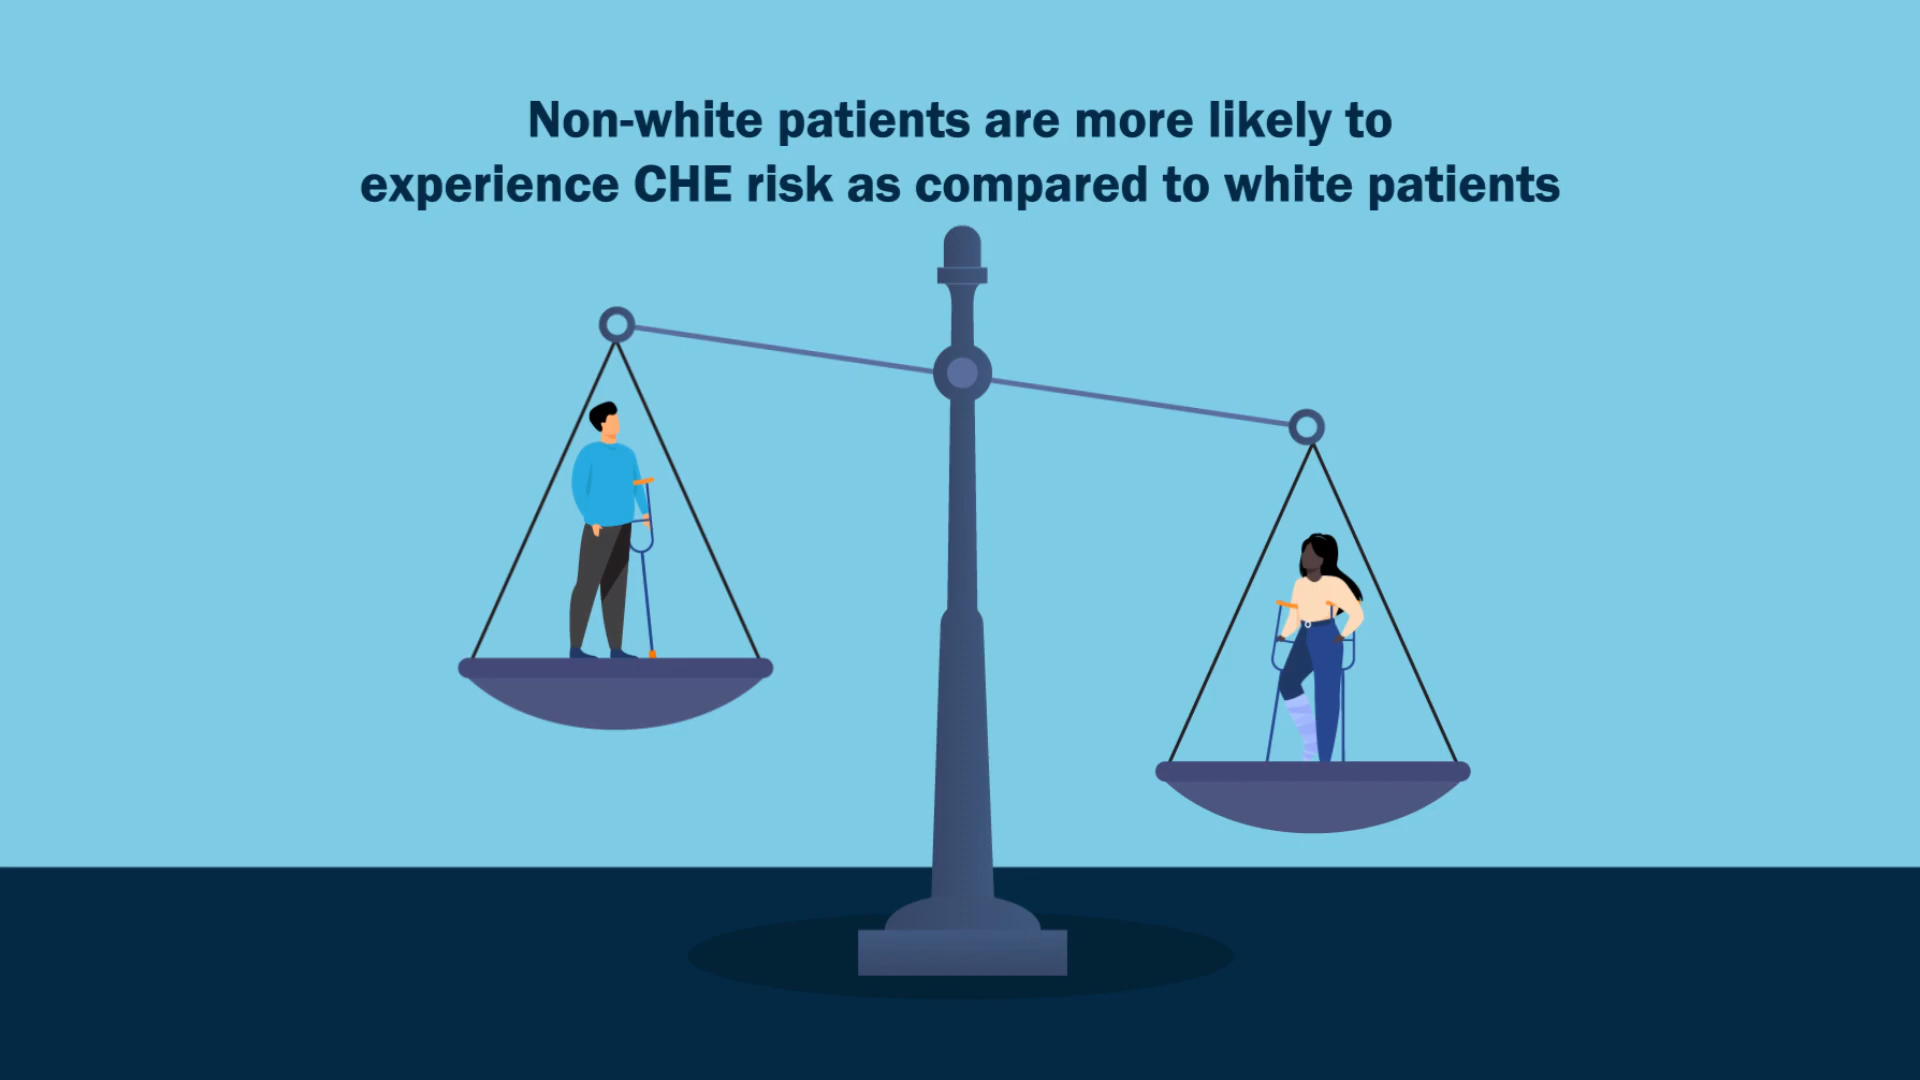 Non-white patients are more likely to
experience CHE risk as compared to white patients